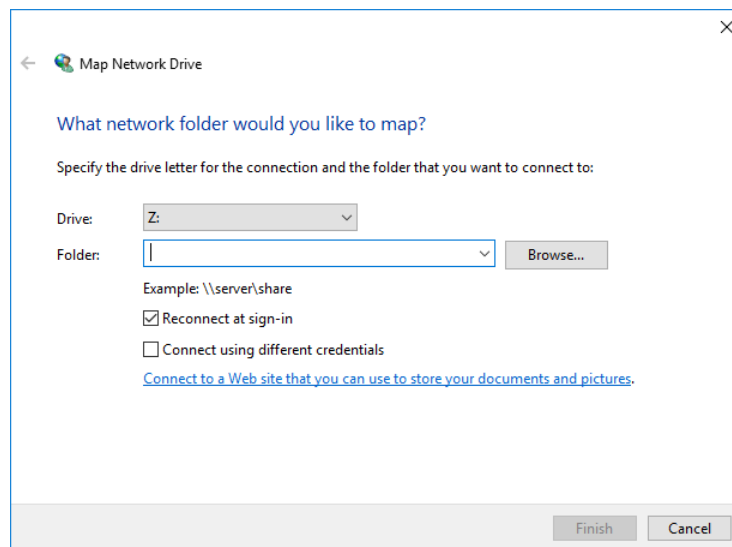 Map Network Drive
What network folder would you like to map?
Specify the drive letter for the connection and the folder that you want to connect to:
Drive: Z:
Folder: Browse...
Example: \\server\share
Reconnect at sign-in
Connect using different credentials
Connect to a Web site that you can use to store your documents and pictures.
Finish Cancel